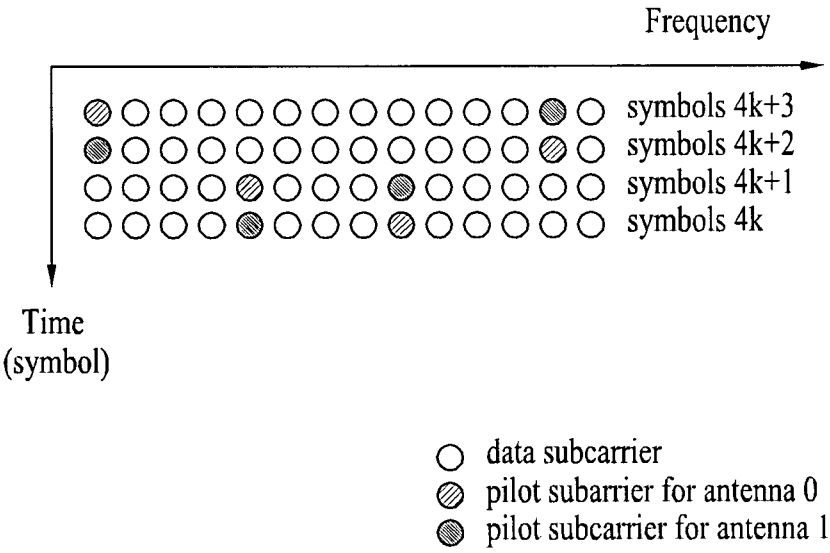 Frequency
symbols 4k+3
symbols 4k+2
symbols 4k+1
symbols 4k
Time
(symbol)
data subcarrier
pilot subarrier for antenna 0
pilot subcarrier for antenna 1